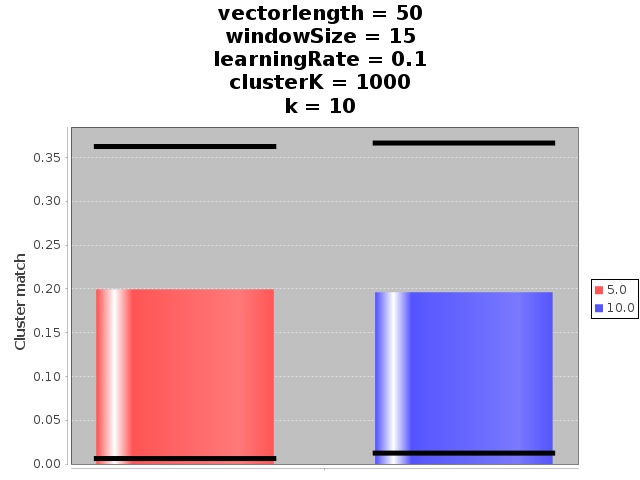 vectorlength = 50
windowSize = 15
learningRate = 0.1
clusterK = 1000
k = 10
Cluster match
0.35
0.30
0.25
0.20
0.15
0.10
0.05
0.00
5.0
10.0